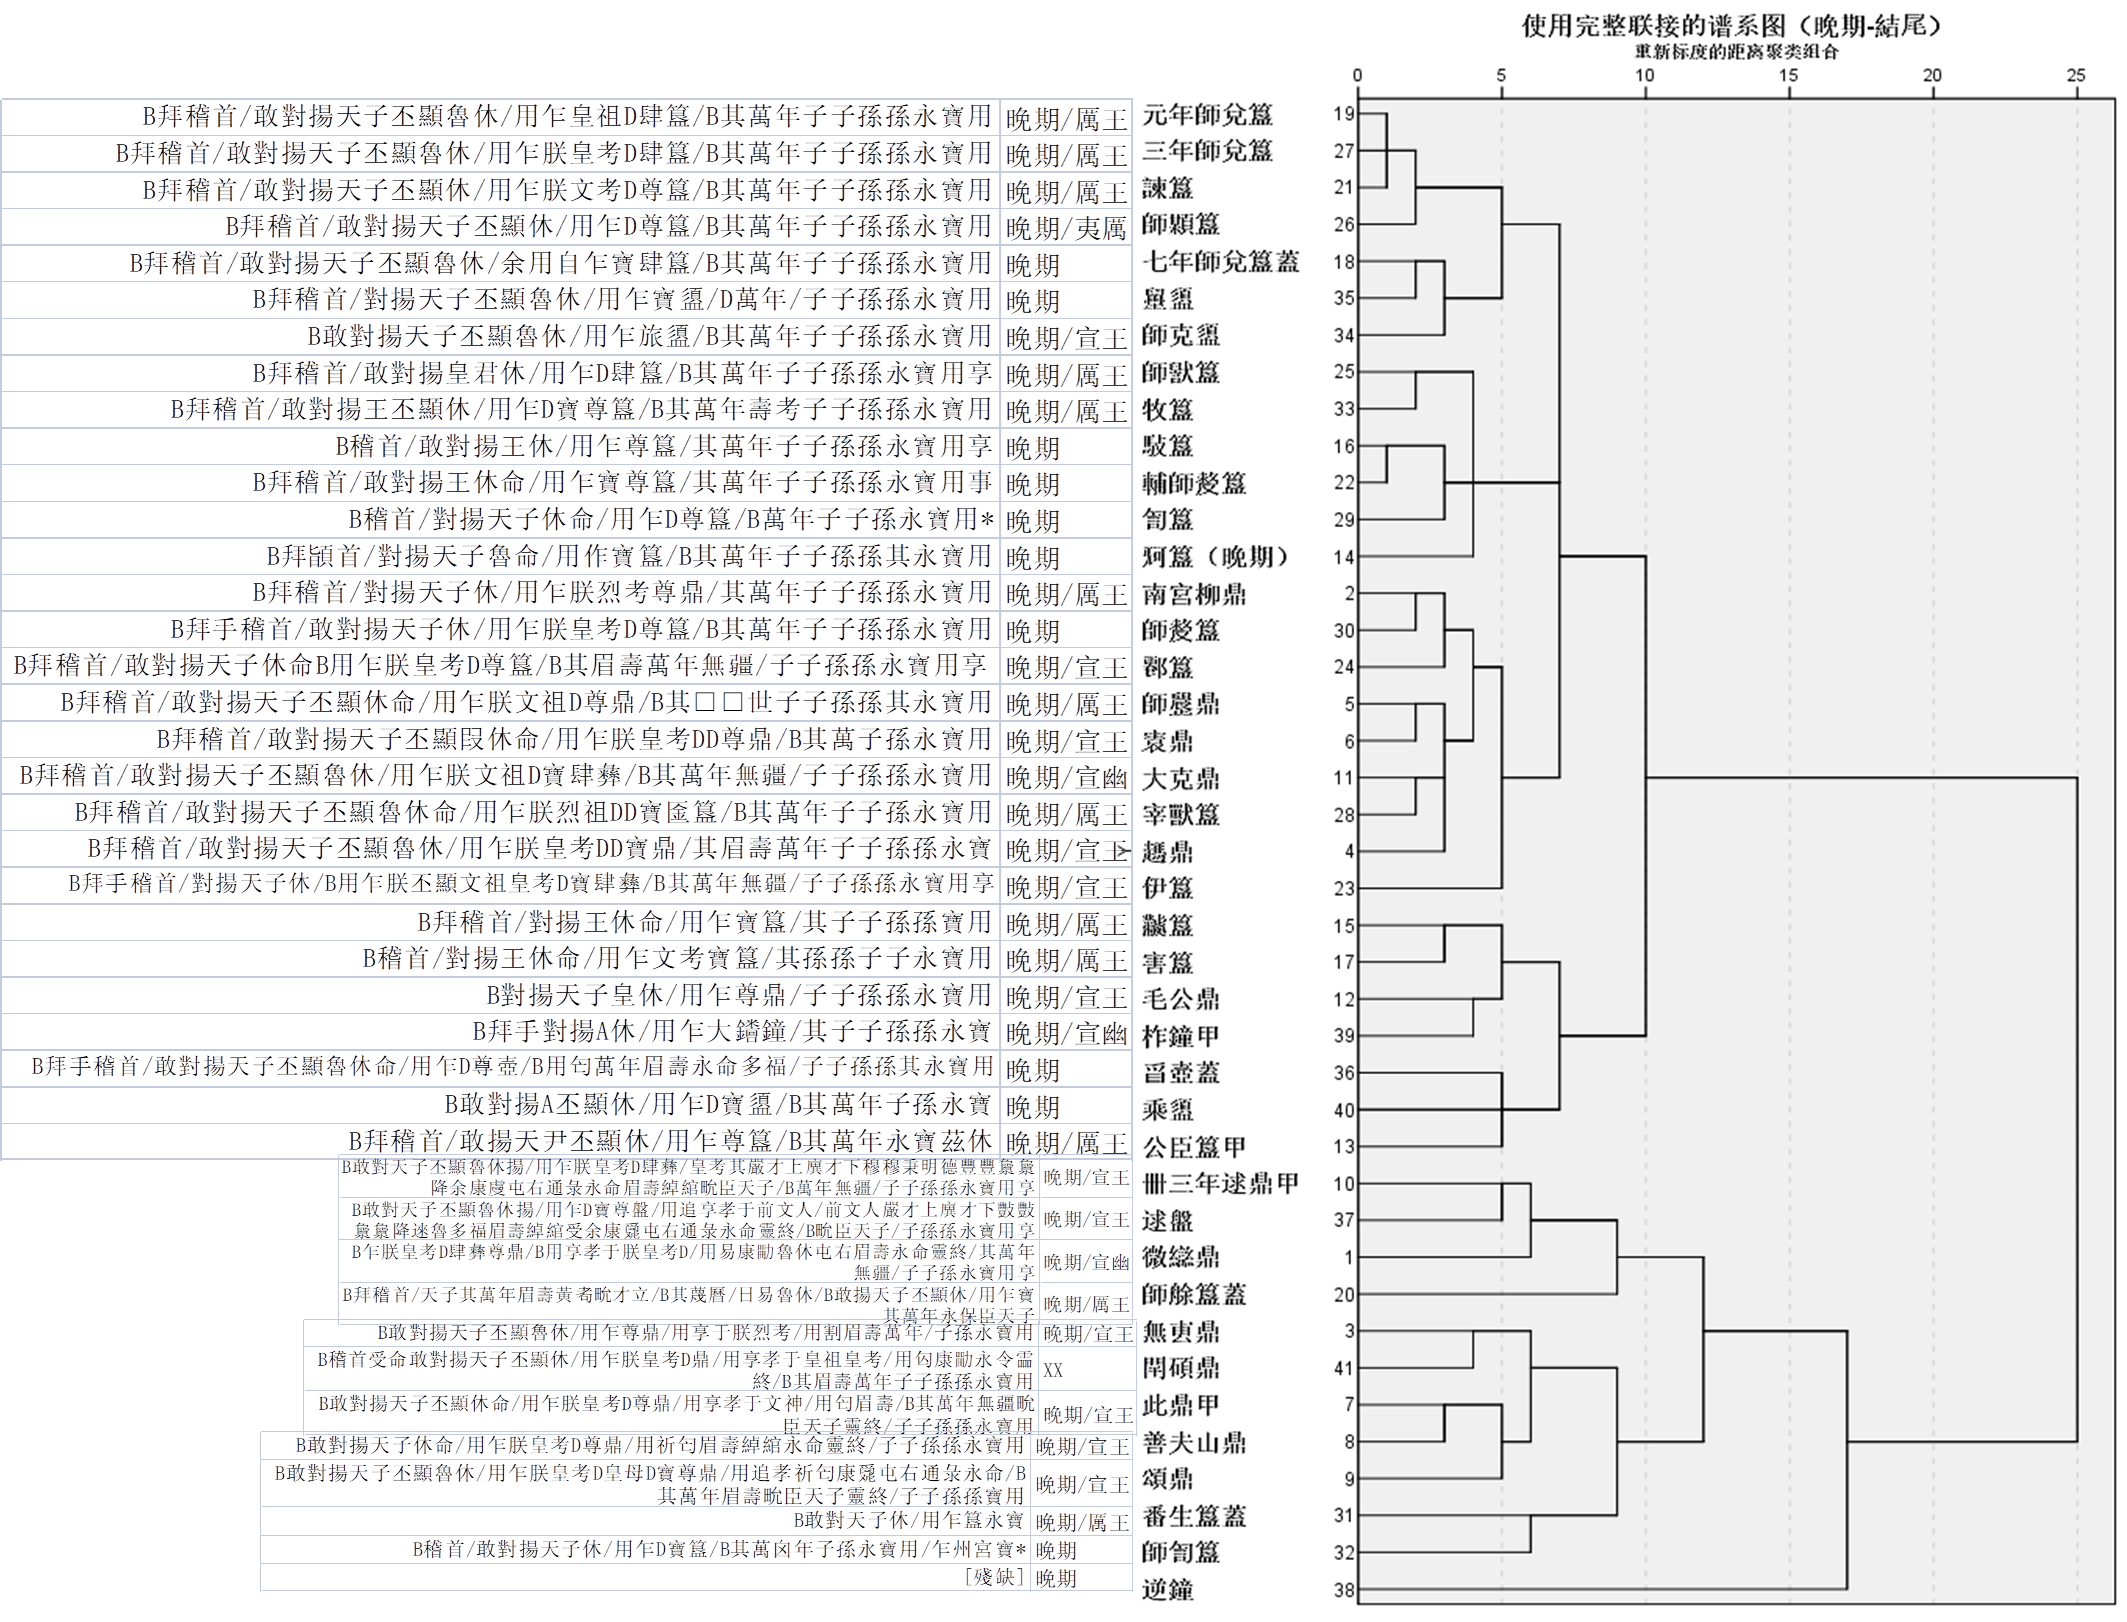 使用完整联接的谱系图（晚期-結尾）
重新标度的距离聚类组合
0 5 10 15 20 25
B拜稽首/敢對揚天子丕顯魯休/用乍皇祖D肆簋/B其萬年子子孫孫永寶用 晚期/厲王 元年師兌簋 19
B拜稽首/敢對揚天子丕顯魯休/用乍朕皇考D肆簋/B其萬年子子孫孫永寶用 晚期/厲王 三年師兌簋 27
B拜稽首/敢對揚天子丕顯休/用乍朕文考D尊簋/B其萬年子子孫孫永寶用 晚期/厲王 諫簋 21
B拜稽首/敢對揚天子丕顯休/用乍D尊簋/B其萬年子子孫孫永寶用 晚期/夷厲 師顈簋 26
B拜稽首/敢對揚天子丕顯魯休/余用自乍寶肆簋/B其萬年子子孫孫永寶用 晚期 七年師兌簋蓋 18
B拜稽首/對揚天子丕顯魯休/用乍寶盨/D萬年/子子孫孫永寶用 晚期 盨 35
B敢對揚天子丕顯魯休/用乍旅盨/B其萬年子子孫孫永寶用 晚期/宣王 師克盨 34
B拜稽首/敢對揚皇君休/用乍D肆簋/B其萬年子子孫孫永寶用享 晚期/厲王 師獸簋 25
B拜稽首/敢對揚王丕顯休/用乍D寶尊簋/B其萬年壽考子子孫孫永寶用 晚期/厲王 牧簋 33
B稽首/敢對揚王休/用乍尊簋/其萬年子子孫孫永寶用享 晚期 簋 16
B拜稽首/敢對揚王休命/用乍寶尊簋/其萬年子子孫孫永寶用事 晚期 輔師嫠簋 22
B稽首/對揚天子休命/用乍D尊簋/B萬年子子孫永寶用* 晚期 訇簋 29
B拜頴首/對揚天子魯命/用作寶簋/B其萬年子子孫孫其永寶用 晚期 簋（晚期） 14
B拜稽首/對揚天子休/用乍朕烈考尊鼎/其萬年子子孫孫永寶用 晚期/厲王 南宮柳鼎 2
B拜手稽首/敢對揚天子休/用乍朕皇考D尊簋/B其萬年子子孫孫永寶用 晚期 師嫠簋 30
B拜稽首/敢對揚天子休命B用乍朕皇考D尊簋/B其眉壽萬年無疆/子子孫孫永寶用享 晚期/宣王 鄠簋 24
B拜稽首/敢對揚天子丕顯休命/用乍朕文祖D尊鼎/B其□□世子子孫孫其永寶用 晚期/厲王 師鼎 5
B拜稽首/敢對揚天子丕顯叚休命/用乍朕皇考DD尊鼎/B其萬子孫永寶用 晚期/宣王 袁鼎 6
B拜稽首/敢對揚天子丕顯魯休/用乍朕文祖D寶肆彝/B其萬年無疆/子子孫孫永寶用 晚期/宣幽 大克鼎 11
B拜稽首/敢對揚天子丕顯魯休命/用乍朕烈祖DD寶匤簋/B其萬年子子孫孫永寶用 晚期/厲王 宰獸簋 28
B拜稽首/敢對揚天子丕顯魯休/用乍朕皇考DD寶鼎/其眉壽萬年子子孫孫永寶 晚期/宣王 趩鼎 4
B拜手稽首/對揚天子休/B用乍朕丕顯文祖皇考D寶肆彝/B其萬年無疆/子子孫孫永寶用享 晚期/宣王 伊簋 23
B拜稽首/對揚王休命/用乍寶簋/其子子孫孫寶用 晚期/厲王 簋 15
B稽首/對揚王休命/用乍文考寶簋/其孫孫子子永寶用 晚期/厲王 害簋 17
B對揚天子皇休/用乍尊鼎/子子孫孫永寶用 晚期/宣王 毛公鼎 12
B拜手對揚A休/用乍大鐈鐘/其子子孫孫永寶 晚期/宣幽 柞鐘甲 39
B拜手稽首/敢對揚天子丕顯魯休命/用乍D尊壺/B用匄萬年眉壽永命多福/子子孫孫其永寶用 晚期 曶壺蓋 36
B敢對揚A丕顯休/用乍D寶盨/B其萬年子孫永寶 晚期 乘盨 40
B拜稽首/敢揚天尹丕顯休/用乍尊簋/B其萬年永寶茲休 晚期/厲王 公臣簋甲 13
B敢對天子丕顯魯休揚/用乍朕皇考D肆彝/皇考其嚴才上廙才下穆穆秉明德豐豐㲋㲋
降余康虔屯右通彔永命眉壽綽綰畯臣天子/B萬年無疆/子子孫孫永寶用享 晚期/宣王 卌三年逑鼎甲 10
B敢對天子丕顯魯休揚/用乍D寶尊盤/用追享孝于前文人/前文人嚴才上廙才下
㲋㲋降逨魯多福眉壽綽綰受余康屯右通彔永命靈終/B畯臣天子/子孫孫永寶用享 晚期/宣王 逑盤 37
B乍朕皇考D肆彝尊鼎/B用享孝于朕皇考D/用易康勵魯休屯右眉壽永命靈終/其萬年
無疆/子子孫永寶用享 晚期/宣幽 微䜌鼎 1
B拜稽首/天子其萬年眉壽黃耇畯才立/B其蔑曆/日易魯休/B敢揚天子丕顯休/用乍寶
其萬年永保臣天子 晚期/厲王 師艅簋蓋 20
B敢對揚天子丕顯魯休/用乍尊鼎/用享于朕烈考/用割眉壽萬年/子孫永寶用 晚期/宣王 無叀鼎 3
B稽首受命敢對揚天子丕顯休/用乍朕皇考D鼎/用享孝于皇祖皇考/用匃康勵永令霝
終/B其眉壽萬年子子孫孫永寶用 XX 閈碩鼎 41
B敢對揚天子丕顯休命/用乍朕皇考D尊鼎/用享孝于文神/用匄眉壽/B其萬年無疆畯
臣天子靈終/子子孫孫永寶用 晚期/宣王 此鼎甲 7
B敢對揚天子休命/用乍朕皇考D尊鼎/用祈匄眉壽綽綰永命靈終/子子孫孫永寶用 晚期/宣王 善夫山鼎 8
B敢對揚天子丕顯魯休/用乍朕皇考D皇母D寶尊鼎/用追孝祈匄康屯右通彔永命/B
其萬年眉壽畯臣天子靈終/子子孫孫寶用 晚期/宣王 頌鼎 9
B敢對天子休/用乍簋永寶 晚期/厲王 番生簋蓋 31
B稽首/敢對揚天子休/用乍D寶簋/B其萬囟年子孫永寶用/乍州宮寶* 晚期 師訇簋 32
[殘缺] 晚期 逆鐘 38